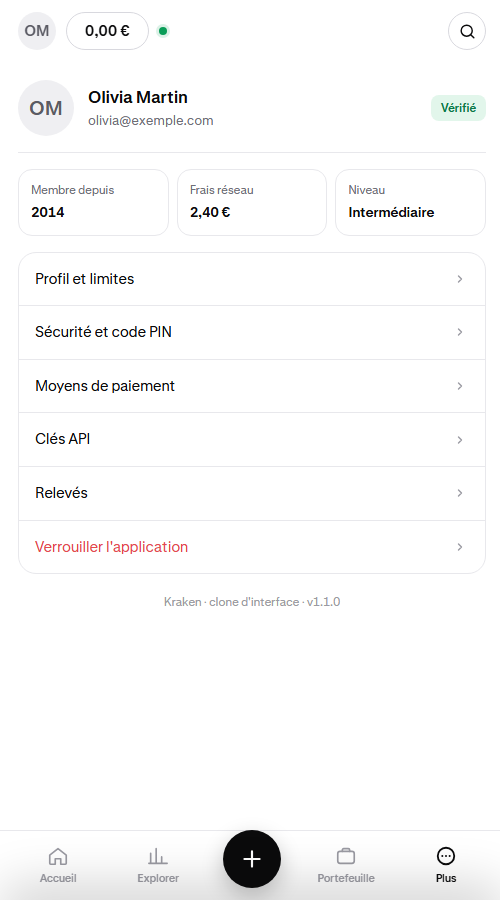 OM
0,00 €
OM
Olivia Martin
olivia@exemple.com
Vérifié
Membre depuis
2014
Frais réseau
2,40 €
Niveau
Intermédiaire
Profil et limites
Sécurité et code PIN
Moyens de paiement
Clés API
Relevés
Verrouiller l'application
Kraken · clone d'interface · v1.1.0
Accueil
Explorer
Portefeuille
Plus